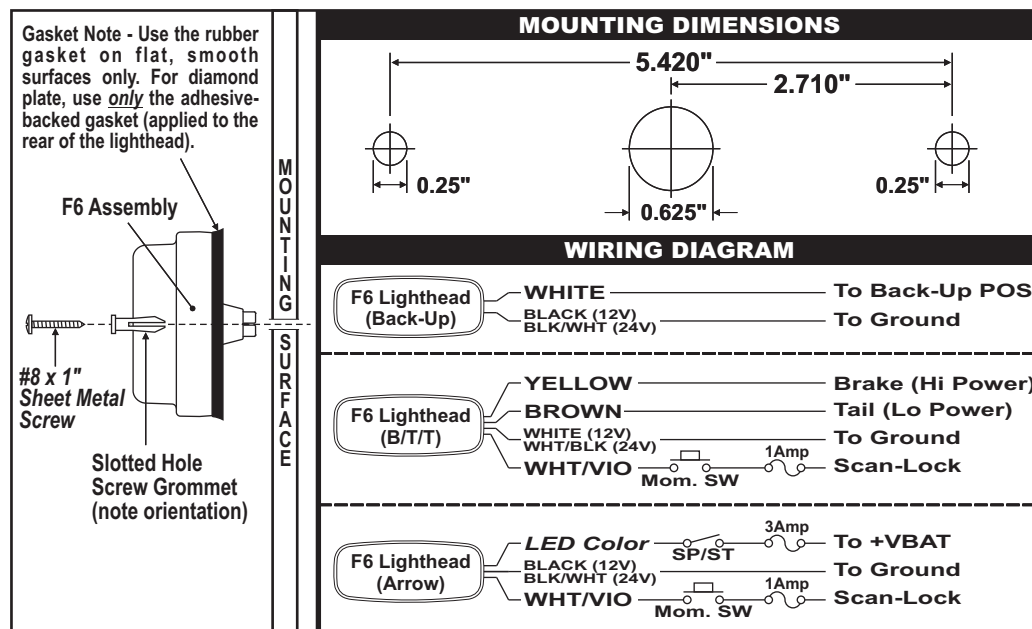 Gasket Note - Use the rubber
gasket on flat, smooth
surfaces only. For diamond
plate, use only the adhesive-
backed gasket (applied to the
rear of the lighthead).
F6 Assembly
#8 x 1"
Sheet Metal
Screw
Slotted Hole
Screw Grommet
(note orientation)
MOUNTING SURFACE
MOUNTING DIMENSIONS
5.420"
2.710"
0.25"
0.625"
0.25"
WIRING DIAGRAM
F6 Lighthead
(Back-Up)
WHITE To Back-Up POS
BLACK (12V)
BLK/WHT (24V)
To Ground
F6 Lighthead
(B/T/T)
YELLOW Brake (Hi Power)
BROWN Tail (Lo Power)
WHITE (12V)
WHT/BLK (24V)
To Ground
WHT/VIO Mom. SW 1Amp Scan-Lock
F6 Lighthead
(Arrow)
LED Color SP/ST 3Amp To +VBAT
BLACK (12V)
BLK/WHT (24V)
To Ground
WHT/VIO Mom. SW 1Amp Scan-Lock